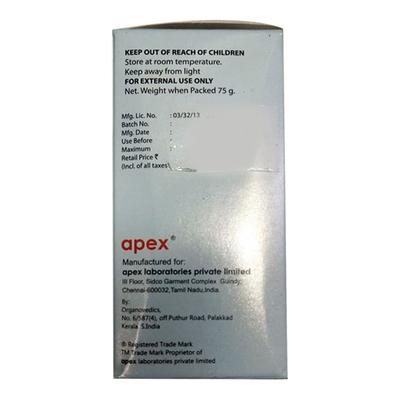 KEEP OUT OF REACH OF CHILDREN
Store at room temperature.
Keep away from light
FOR EXTERNAL USE ONLY
Net. Weight when Packed 75 g.
Mfg. Lic. No. : 03/32/13
Batch No. :
Mfg. Date :
Use Before :
Maximum :
Retail Price ₹
(Incl. of all taxes)
apex®
Manufactured for:
apex laboratories private limited
III Floor, Sidco Garment Complex Guindy,
Chennai-600032, Tamil Nadu, India.
By:
Organovedics,
No. 6/587(4), off Puthur Road, Palakkad
Kerala S.India
® Registered Trade Mark
TM Trade Mark Proprietor of
apex laboratories private limited